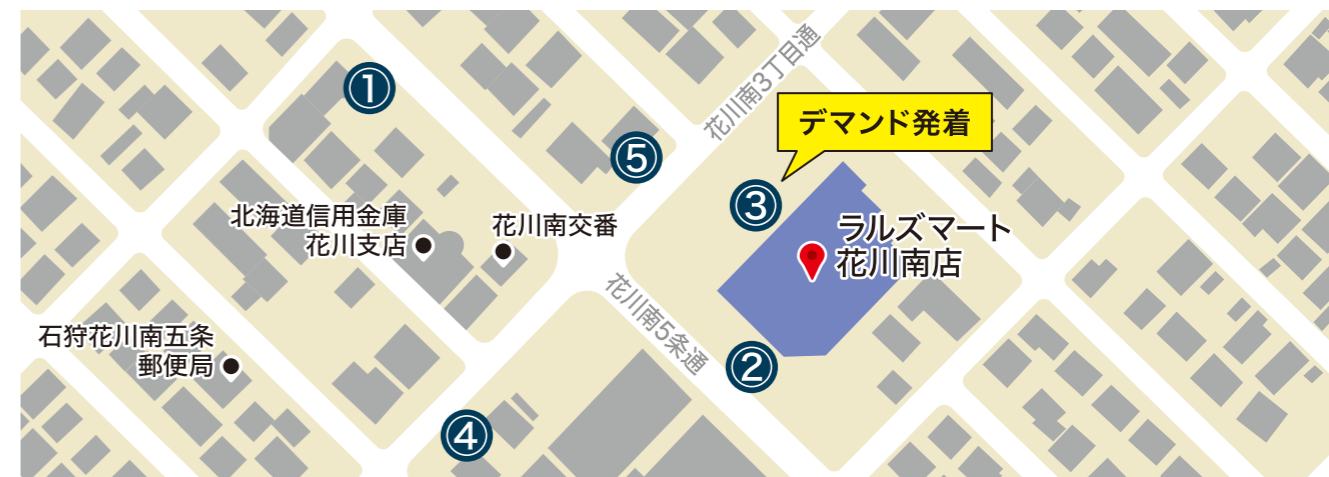 ①
花川南3丁目通
デマンド発着
⑤
③
北海道信用金庫
花川支店
花川南交番
ラルズマート
花川南店
花川南5条通
石狩花川南五条
郵便局
②
④